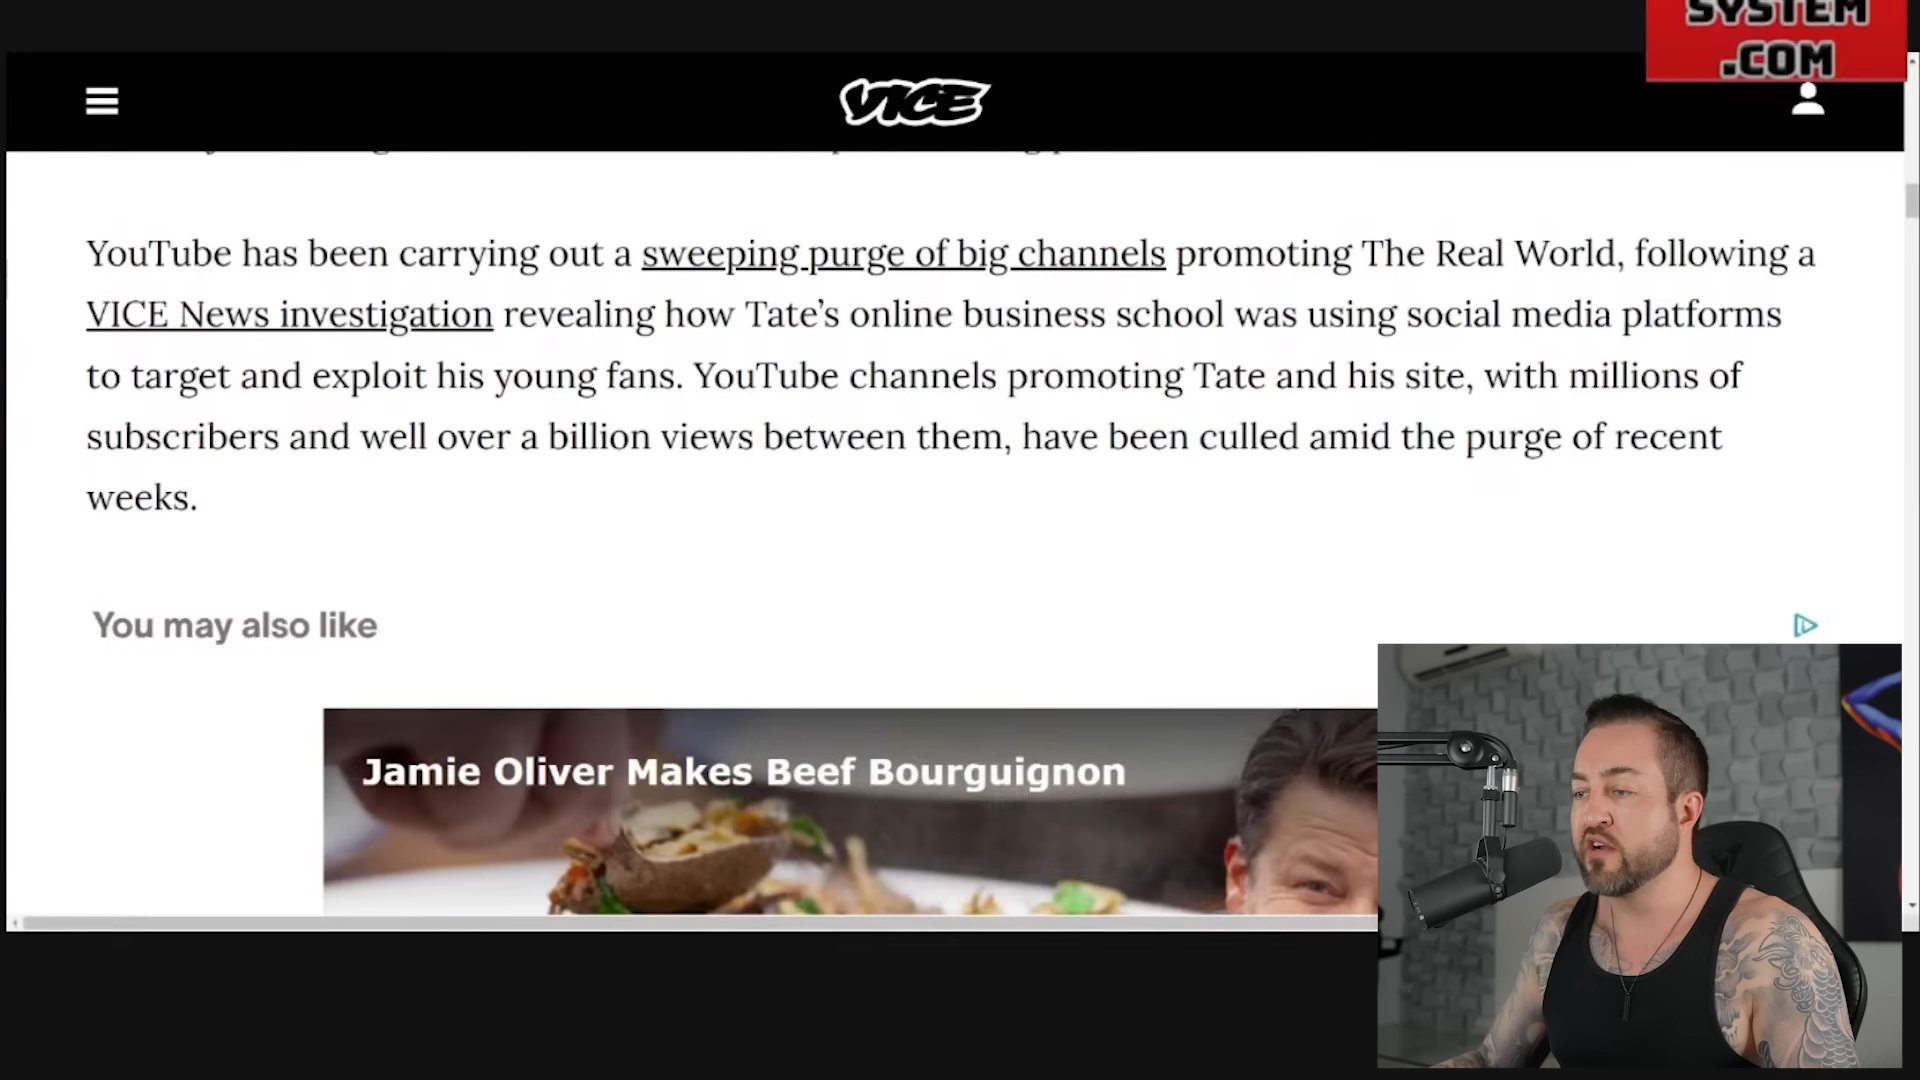 SYSTEM
.COM
VICE
YouTube has been carrying out a sweeping purge of big channels promoting The Real World, following a
VICE News investigation revealing how Tate’s online business school was using social media platforms
to target and exploit his young fans. YouTube channels promoting Tate and his site, with millions of
subscribers and well over a billion views between them, have been culled amid the purge of recent
weeks.
You may also like
Jamie Oliver Makes Beef Bourguignon